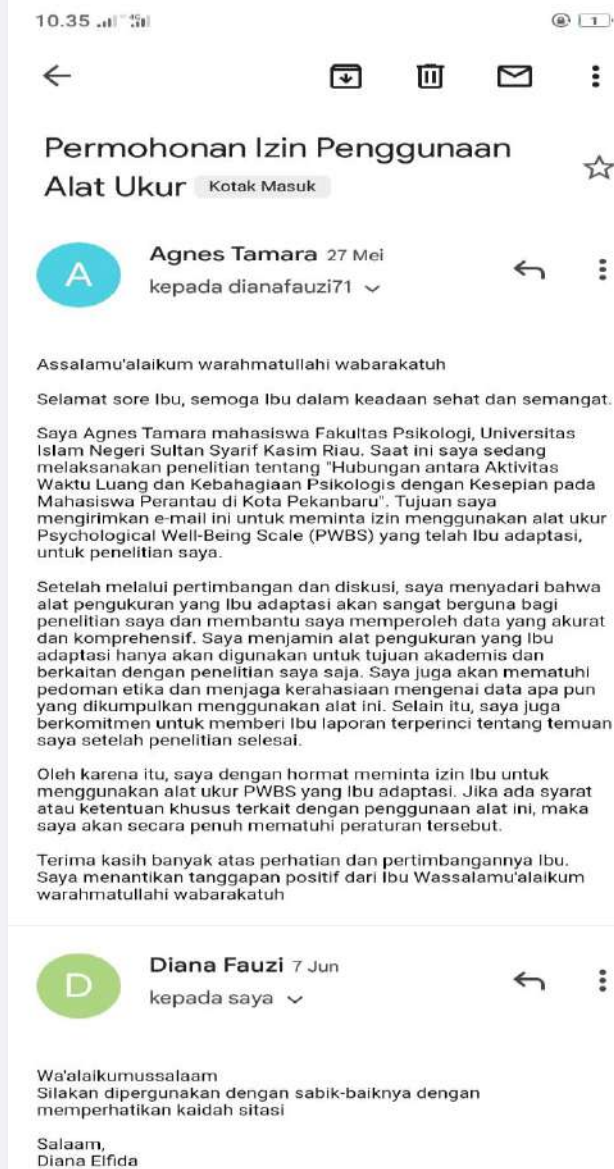 10.35
4G
1
Permohonan Izin Penggunaan
Alat Ukur Kotak Masuk
A
Agnes Tamara 27 Mei
kepada dianafauzi71
Assalamu'alaikum warahmatullahi wabarakatuh
Selamat sore Ibu, semoga Ibu dalam keadaan sehat dan semangat.
Saya Agnes Tamara mahasiswa Fakultas Psikologi, Universitas
Islam Negeri Sultan Syarif Kasim Riau. Saat ini saya sedang
melaksanakan penelitian tentang "Hubungan antara Aktivitas
Waktu Luang dan Kebahagiaan Psikologis dengan Kesepian pada
Mahasiswa Perantau di Kota Pekanbaru". Tujuan saya
mengirimkan e-mail ini untuk meminta izin menggunakan alat ukur
Psychological Well-Being Scale (PWBS) yang telah Ibu adaptasi,
untuk penelitian saya.
Setelah melalui pertimbangan dan diskusi, saya menyadari bahwa
alat pengukuran yang Ibu adaptasi akan sangat berguna bagi
penelitian saya dan membantu saya memperoleh data yang akurat
dan komprehensif. Saya menjamin alat pengukuran yang Ibu
adaptasi hanya akan digunakan untuk tujuan akademis dan
berkaitan dengan penelitian saya saja. Saya juga akan mematuhi
pedoman etika dan menjaga kerahasiaan mengenai data apa pun
yang dikumpulkan menggunakan alat ini. Selain itu, saya juga
berkomitmen untuk memberi Ibu laporan terperinci tentang temuan
saya setelah penelitian selesai.
Oleh karena itu, saya dengan hormat meminta izin Ibu untuk
menggunakan alat ukur PWBS yang Ibu adaptasi. Jika ada syarat
atau ketentuan khusus terkait dengan penggunaan alat ini, maka
saya akan secara penuh mematuhi peraturan tersebut.
Terima kasih banyak atas perhatian dan pertimbangannya Ibu.
Saya menantikan tanggapan positif dari Ibu Wassalamu'alaikum
warahmatullahi wabarakatuh
D
Diana Fauzi 7 Jun
kepada saya
Wa'alaikumussalaam
Silakan dipergunakan dengan sabik-baiknya dengan
memperhatikan kaidah sitasi
Salaam,
Diana Elfida